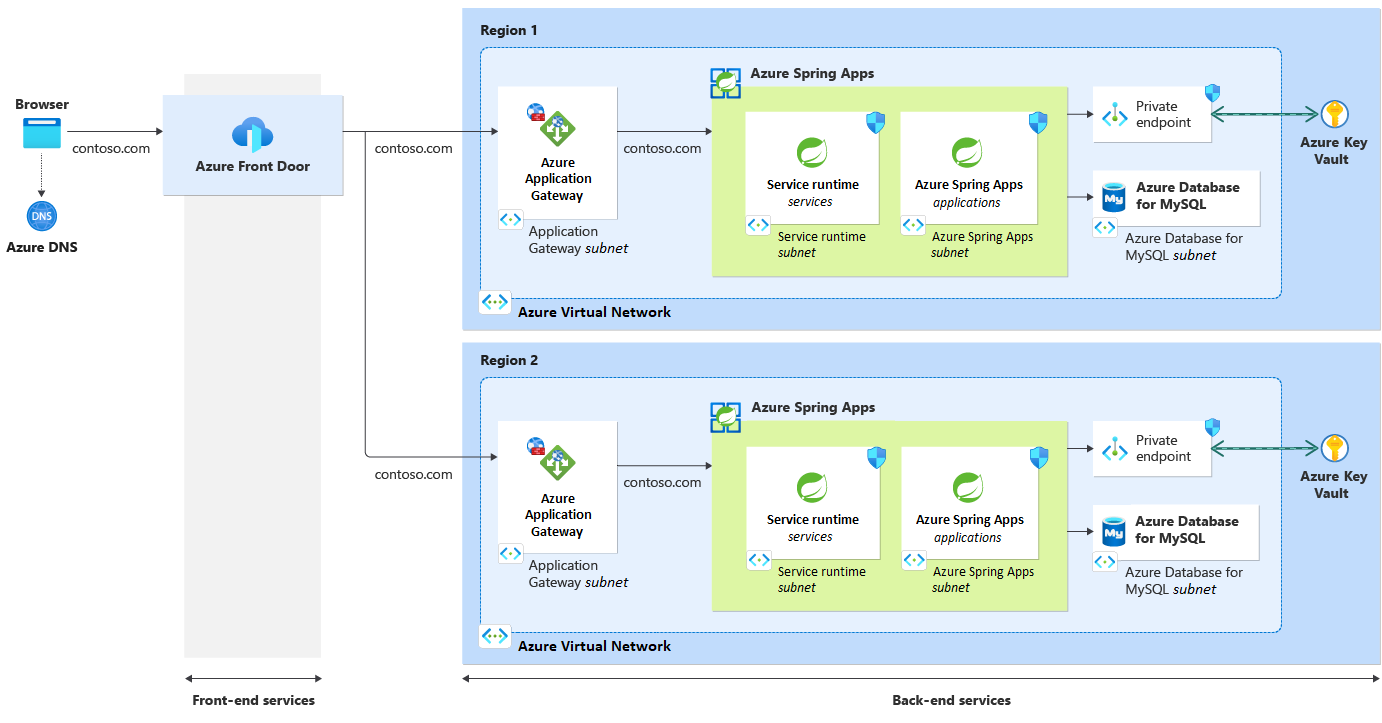 Browser
contoso.com
DNS
Azure DNS
Azure Front Door
contoso.com
contoso.com
Region 1
Azure
Application
Gateway
Application
Gateway subnet
contoso.com
Azure Spring Apps
Service runtime
services
Service runtime
subnet
Azure Spring Apps
applications
Azure Spring Apps
subnet
Private
endpoint
My
Azure Database
for MySQL
Azure Database for
MySQL subnet
Azure Key
Vault
Azure Virtual Network
Region 2
Azure
Application
Gateway
Application
Gateway subnet
contoso.com
Azure Spring Apps
Service runtime
services
Service runtime
subnet
Azure Spring Apps
applications
Azure Spring Apps
subnet
Private
endpoint
My
Azure Database
for MySQL
Azure Database for
MySQL subnet
Azure Key
Vault
Azure Virtual Network
Front-end services
Back-end services